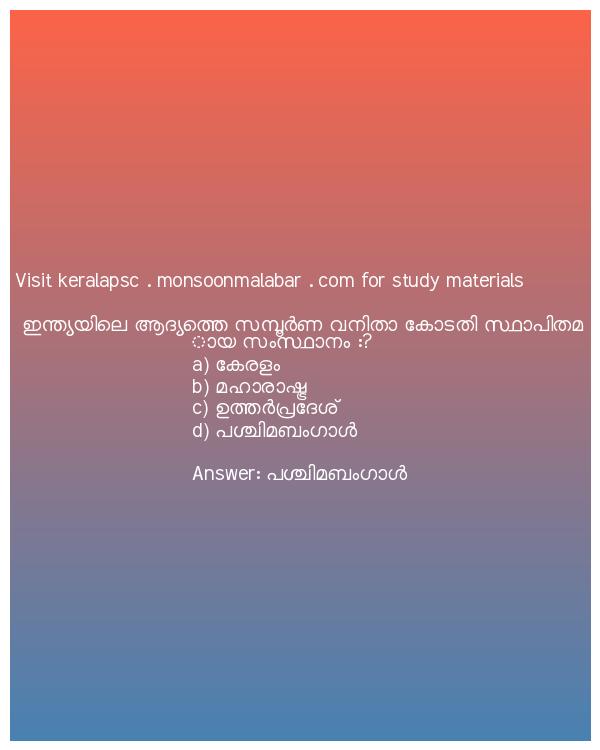 Visit keralapsc . monsoonmalabar . com for study materials
ഇന്ത്യയിലെ ആദ്യത്തെ സമ്പൂർണ വനിതാ കോടതി സ്ഥാപിതമ
ായ സംസ്ഥാനം :?
a) കേരളം
b) മഹാരാഷ്ട്ര
c) ഉത്തർപ്രദേശ്
d) പശ്ചിമബംഗാൾ
Answer: പശ്ചിമബംഗാൾ